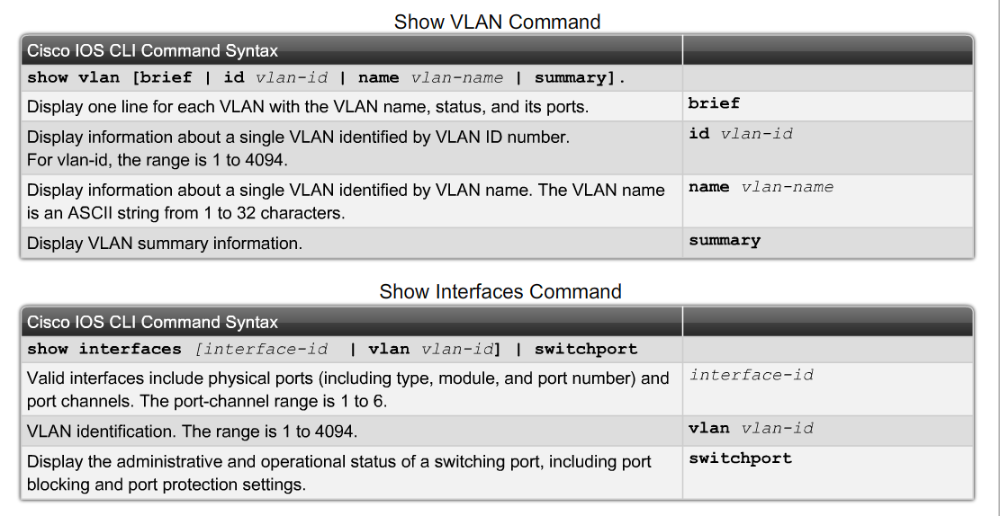 Show VLAN Command
Cisco IOS CLI Command Syntax
show vlan [brief | id vlan-id | name vlan-name | summary].
Display one line for each VLAN with the VLAN name, status, and its ports.
brief
Display information about a single VLAN identified by VLAN ID number.
For vlan-id, the range is 1 to 4094.
id vlan-id
Display information about a single VLAN identified by VLAN name. The VLAN name
is an ASCII string from 1 to 32 characters.
name vlan-name
Display VLAN summary information.
summary
Show Interfaces Command
Cisco IOS CLI Command Syntax
show interfaces [interface-id | vlan vlan-id] | switchport
Valid interfaces include physical ports (including type, module, and port number) and
port channels. The port-channel range is 1 to 6.
interface-id
VLAN identification. The range is 1 to 4094.
vlan vlan-id
Display the administrative and operational status of a switching port, including port
blocking and port protection settings.
switchport